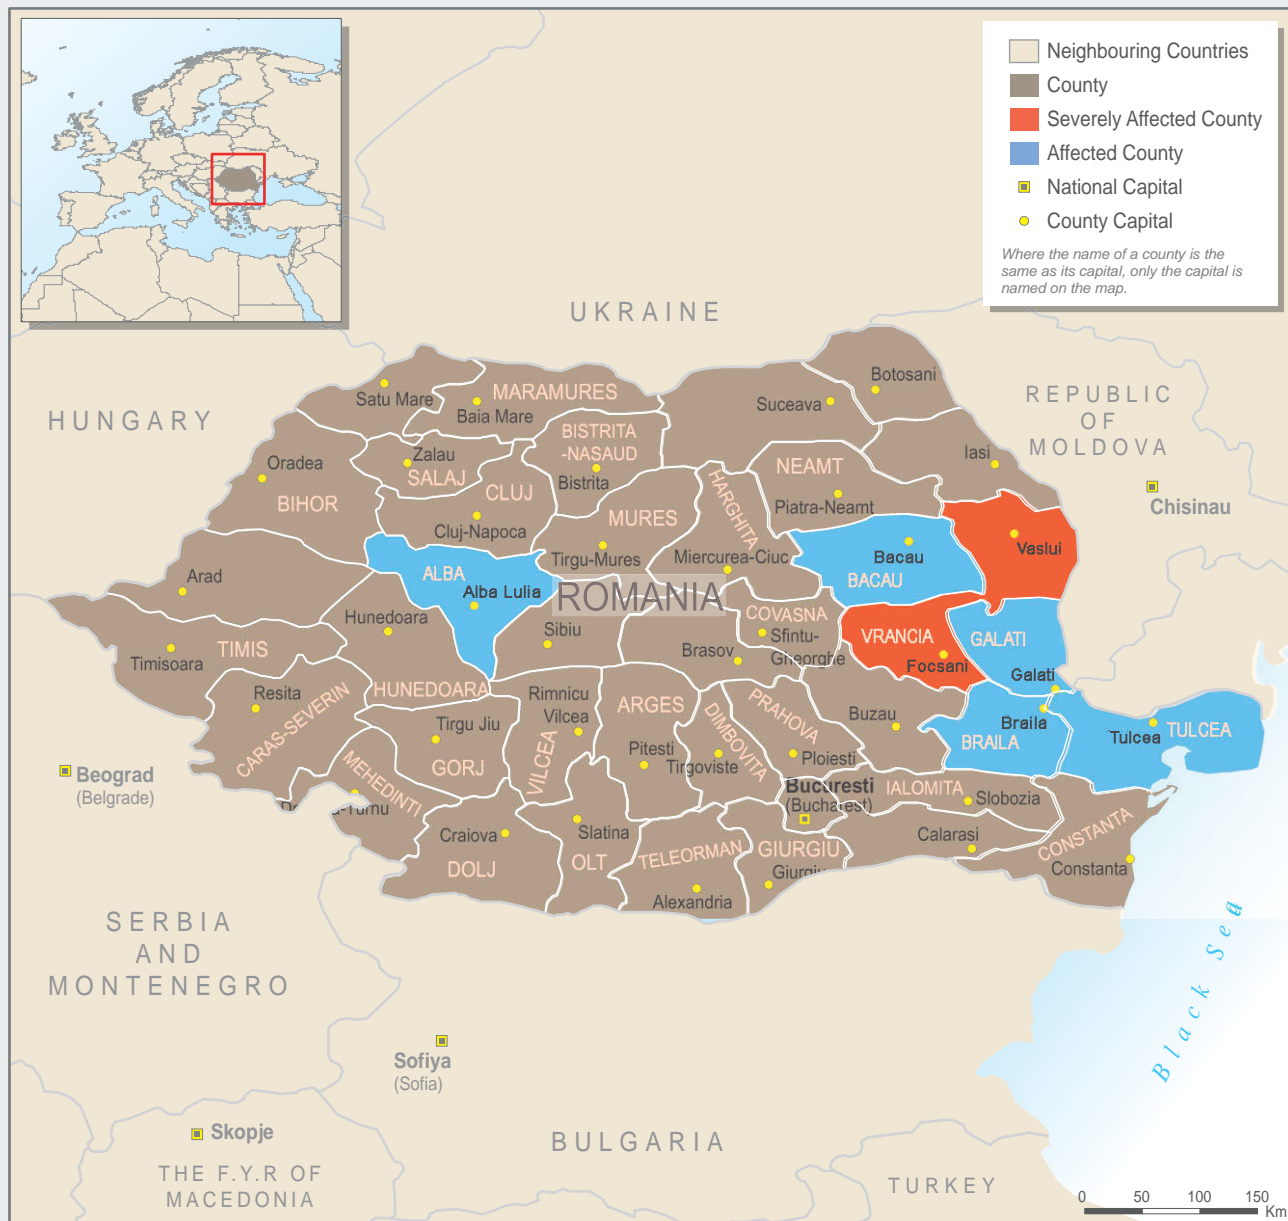 Neighbouring Countries
County
Severely Affected County
Affected County
National Capital
County Capital
Where the name of a county is the
same as its capital, only the capital is
named on the map.
UKRAINE
HUNGARY
REPUBLIC
OF
MOLDOVA
Chisinau
Botosani
Satu Mare
MARAMURES
Baia Mare
Suceava
BISTRITA
-NASAUD
Bistrita
Iasi
Oradea
BIHOR
Zalau
SALAJ
CLUJ
Cluj-Napoca
NEAMT
Piatra-Neamt
HARGHITA
Miercurea-Ciuc
MURES
Tirgu-Mures
Vaslui
Bacau
BACAU
Arad
ALBA
Alba Lulia
ROMANIA
Hunedoara
HUNEDOARA
Sibiu
COVASNA
Sfintu-
Gheorghe
Brasov
VRANCIA
Focsani
GALATI
Galati
TIMIS
Timisoara
Resita
CARAS-SEVERIN
Rimnicu
Vilcea
VILCEA
Tirgu Jiu
GORJ
ARGES
Pitesti
DIMBOVITA
Tirgoviste
PRAHOVA
Ploiesti
Buzau
Braila
BRAILA
Tulcea
TULCEA
MEHEDINTI
Bucuresti
(Bucharest)
IALOMITA
Slobozia
Calarasi
CONSTANTA
Constanta
Craiova
DOLJ
Slatina
OLT
TELEORMAN
Alexandria
GIURGIU
Giurgiu
Beograd
(Belgrade)
SERBIA
AND
MONTENEGRO
Sofiya
(Sofia)
Skopje
THE F.Y.R OF
MACEDONIA
BULGARIA
TURKEY
Black Sea
0 50 100 150
Km